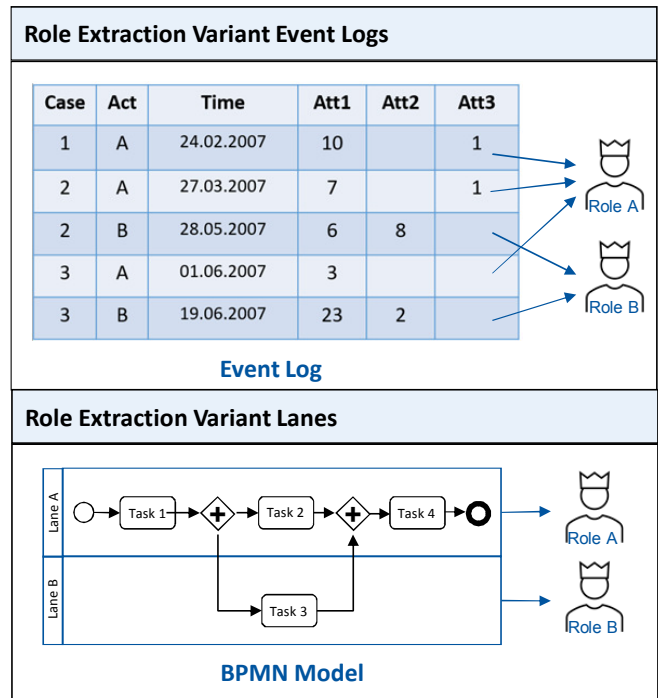 Role Extraction Variant Event Logs
Case Act Time Att1 Att2 Att3
1 A 24.02.2007 10 1
2 A 27.03.2007 7 1
2 B 28.05.2007 6 8
3 A 01.06.2007 3
3 B 19.06.2007 23 2
Role A
Role B
Event Log
Role Extraction Variant Lanes
Lane A
Task 1
Task 2
Task 4
Role A
Lane B
Task 3
Role B
BPMN Model